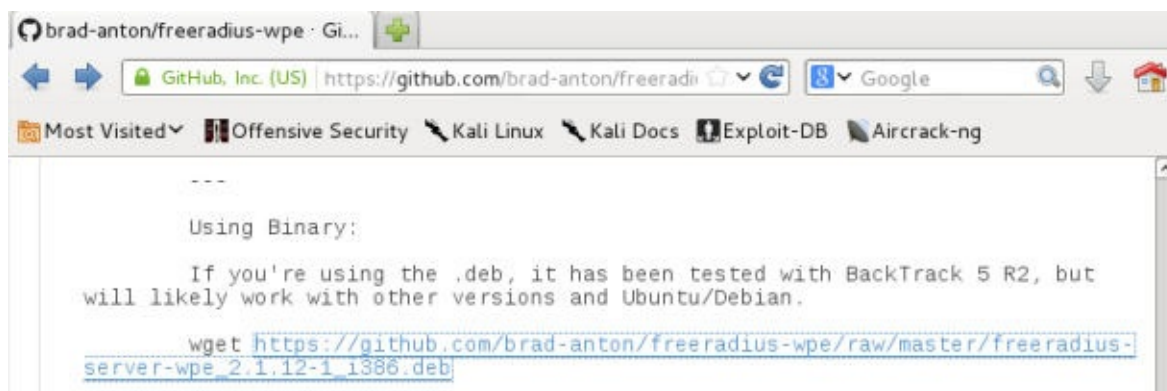 brad-anton/freeradius-wpe · Gi...
GitHub, Inc. (US) https://github.com/brad-anton/freeradi Google
Most Visited Offensive Security Kali Linux Kali Docs Exploit-DB Aircrack-ng
---
Using Binary:
If you're using the .deb, it has been tested with BackTrack 5 R2, but
will likely work with other versions and Ubuntu/Debian.
wget https://github.com/brad-anton/freeradius-wpe/raw/master/freeradius-
server-wpe_2.1.12-1_i386.deb